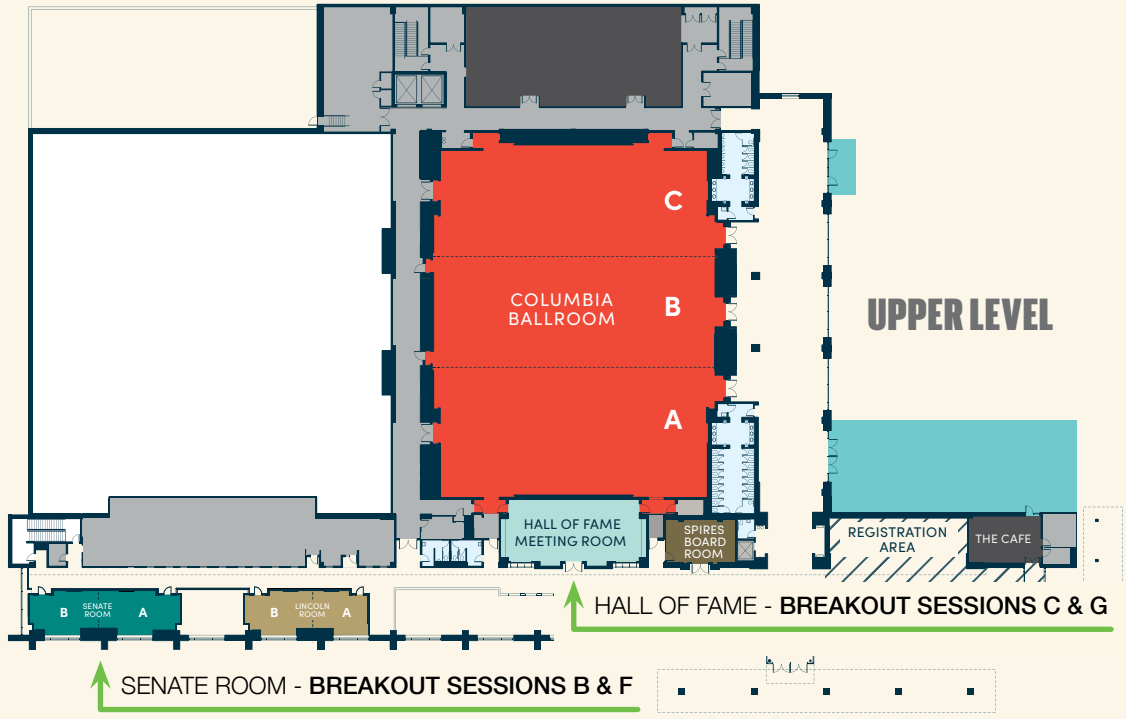 C
COLUMBIA
BALLROOM
B
A
UPPER LEVEL
HALL OF FAME
MEETING ROOM
SPIRES
BOARD
ROOM
REGISTRATION
AREA
THE CAFE
B SENATE ROOM A
B LINCOLN ROOM A
HALL OF FAME - BREAKOUT SESSIONS C & G
SENATE ROOM - BREAKOUT SESSIONS B & F